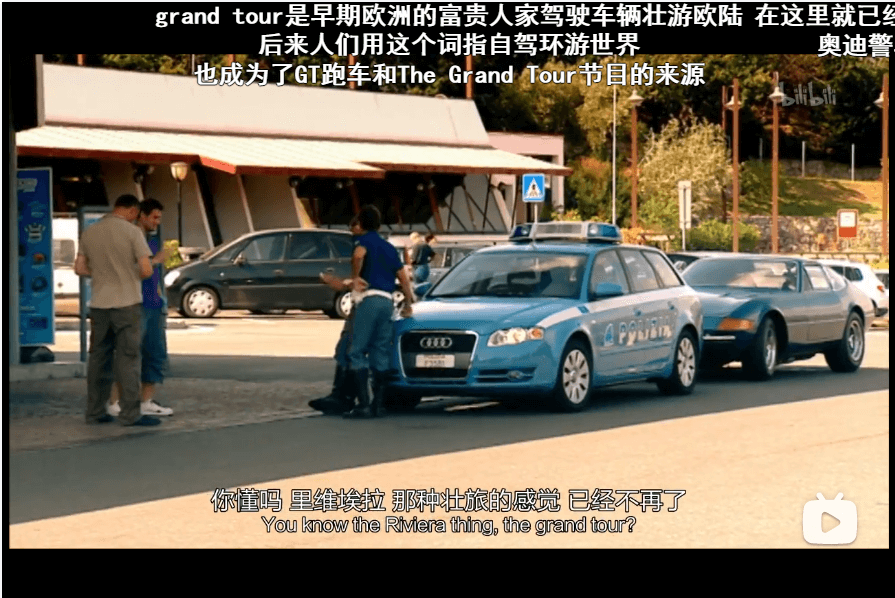 grand tour是早期欧洲的富贵人家驾驶车辆壮游欧陆 在这里就已经
后来人们用这个词指自驾环游世界
奥迪警
也成为了GT跑车和The Grand Tour节目的来源
bilibili
POLIZIA
你懂吗 里维埃拉 那种壮旅的感觉 已经不再了
You know the Riviera thing, the grand tour?